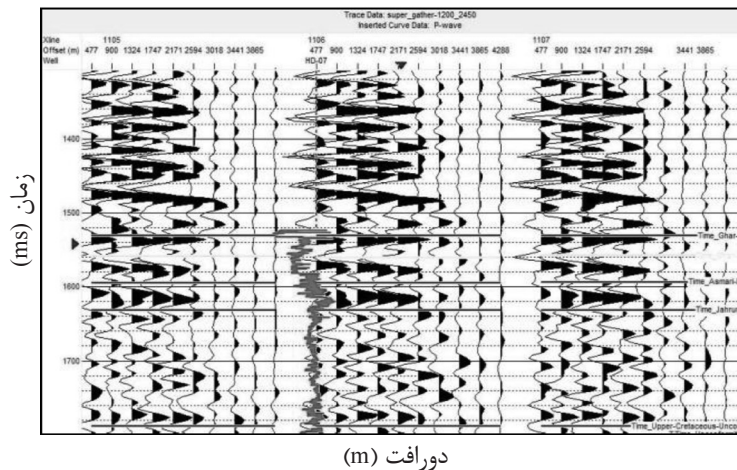 Trace Data: super_gather-1200_2450
Inserted Curve Data: P-wave
Xline 1105 1106 1107
Offset (m) 477 900 1324 1747 2171 2594 3018 3441 3865 477 900 1324 1747 2171 2594 3018 3441 3865 4288 477 900 1324 1747 2171 2594 3441 3865
Well HD-07
1400
1500
Time_Ghar
1600
Time_Asmari
Time_Jahrum
1700
Time_Upper-Cretaceous-Unco
زمان (ms)
دورافت (m)